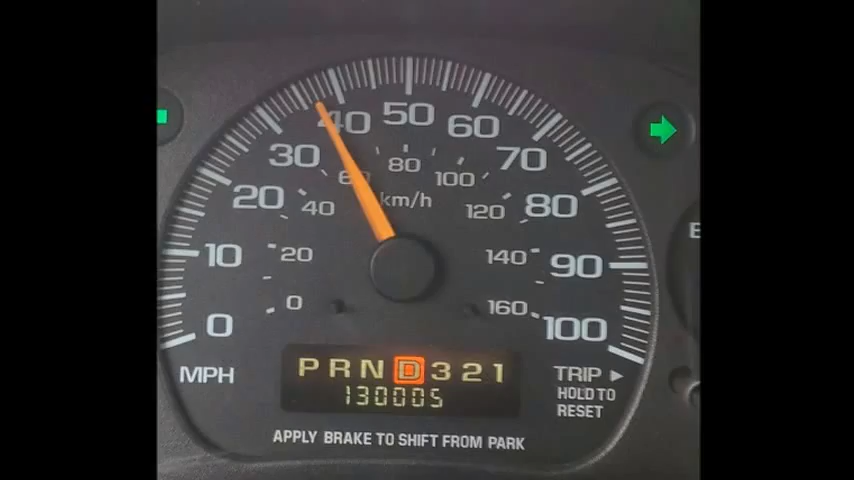 50
40 60
30 80 70
60 100
20 40 km/h 120 80
10 20 140 90
0 0 160 100
MPH PRND321 TRIP
130005 HOLD TO
RESET
APPLY BRAKE TO SHIFT FROM PARK